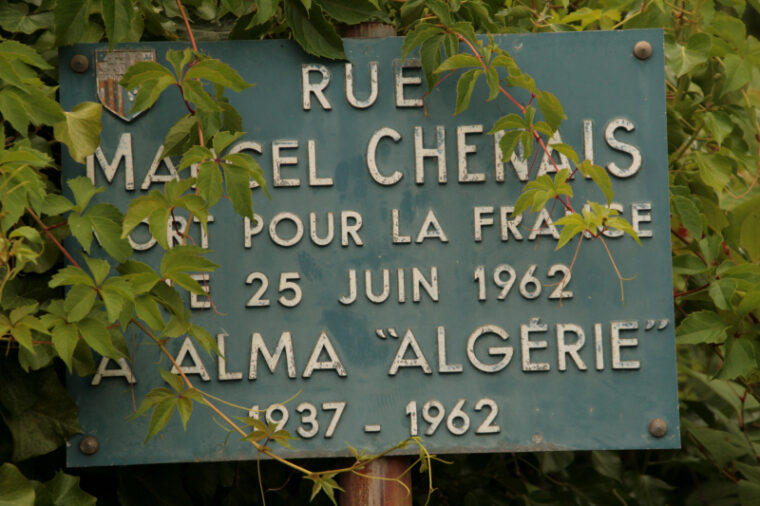 RUE
MARCEL CHENAIS
MORT POUR LA FRANCE
LE 25 JUIN 1962
A ALMA "ALGÉRIE"
1937 - 1962